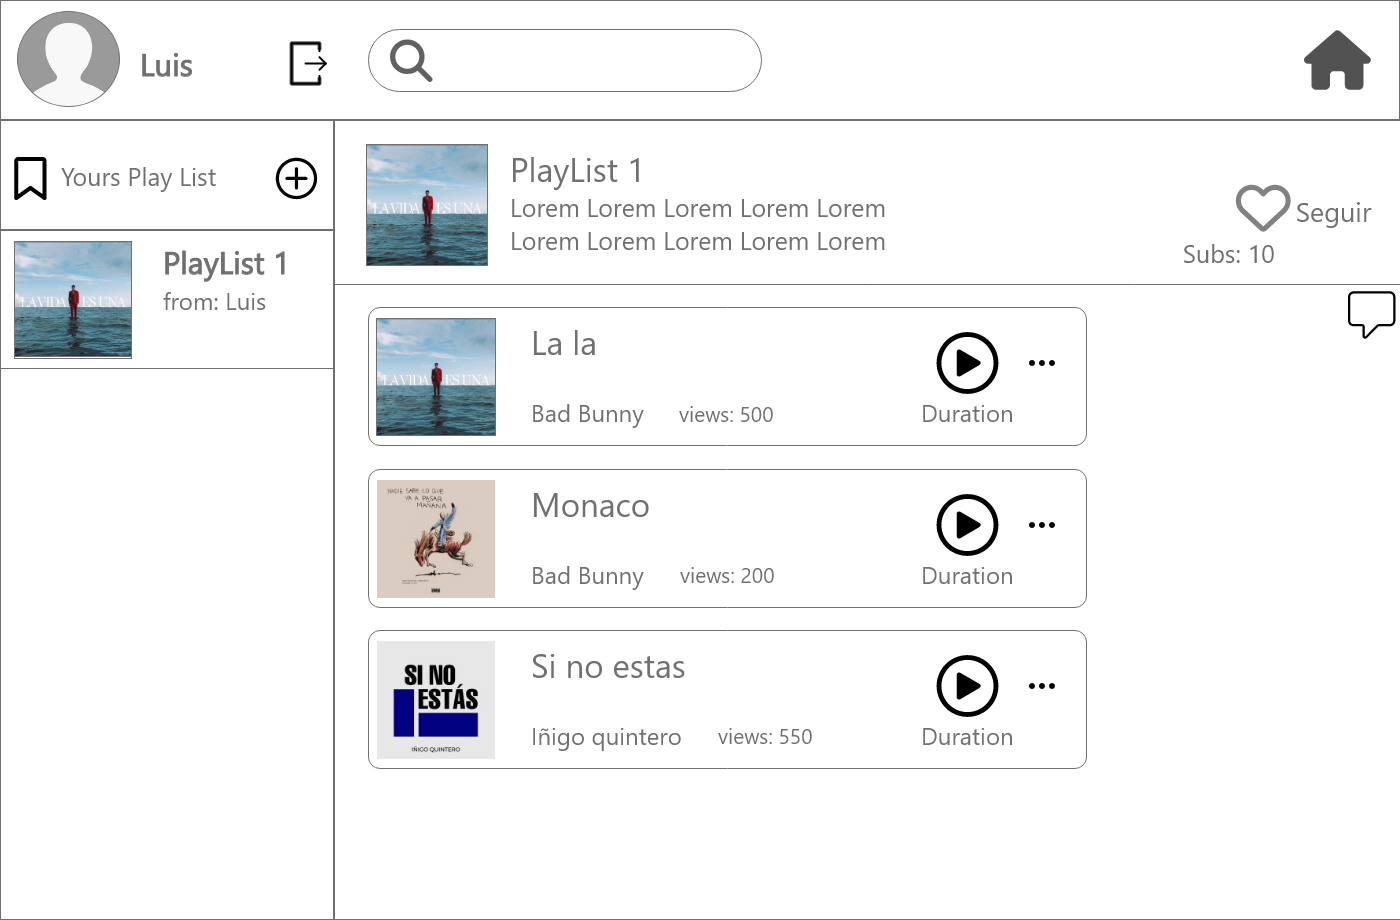 Luis
Yours Play List
PlayList 1
from: Luis
LA VIDA ES UNA
LA VIDA ES UNA
PlayList 1
Lorem Lorem Lorem Lorem Lorem
Lorem Lorem Lorem Lorem Lorem
Seguir
Subs: 10
LA VIDA ES UNA
La la
Bad Bunny views: 500
Duration
NADIE SABE LO QUE
VA A PASAR
MAÑANA
Monaco
Bad Bunny views: 200
Duration
SI NO
ESTÁS
IÑIGO QUINTERO
Si no estas
Iñigo quintero views: 550
Duration